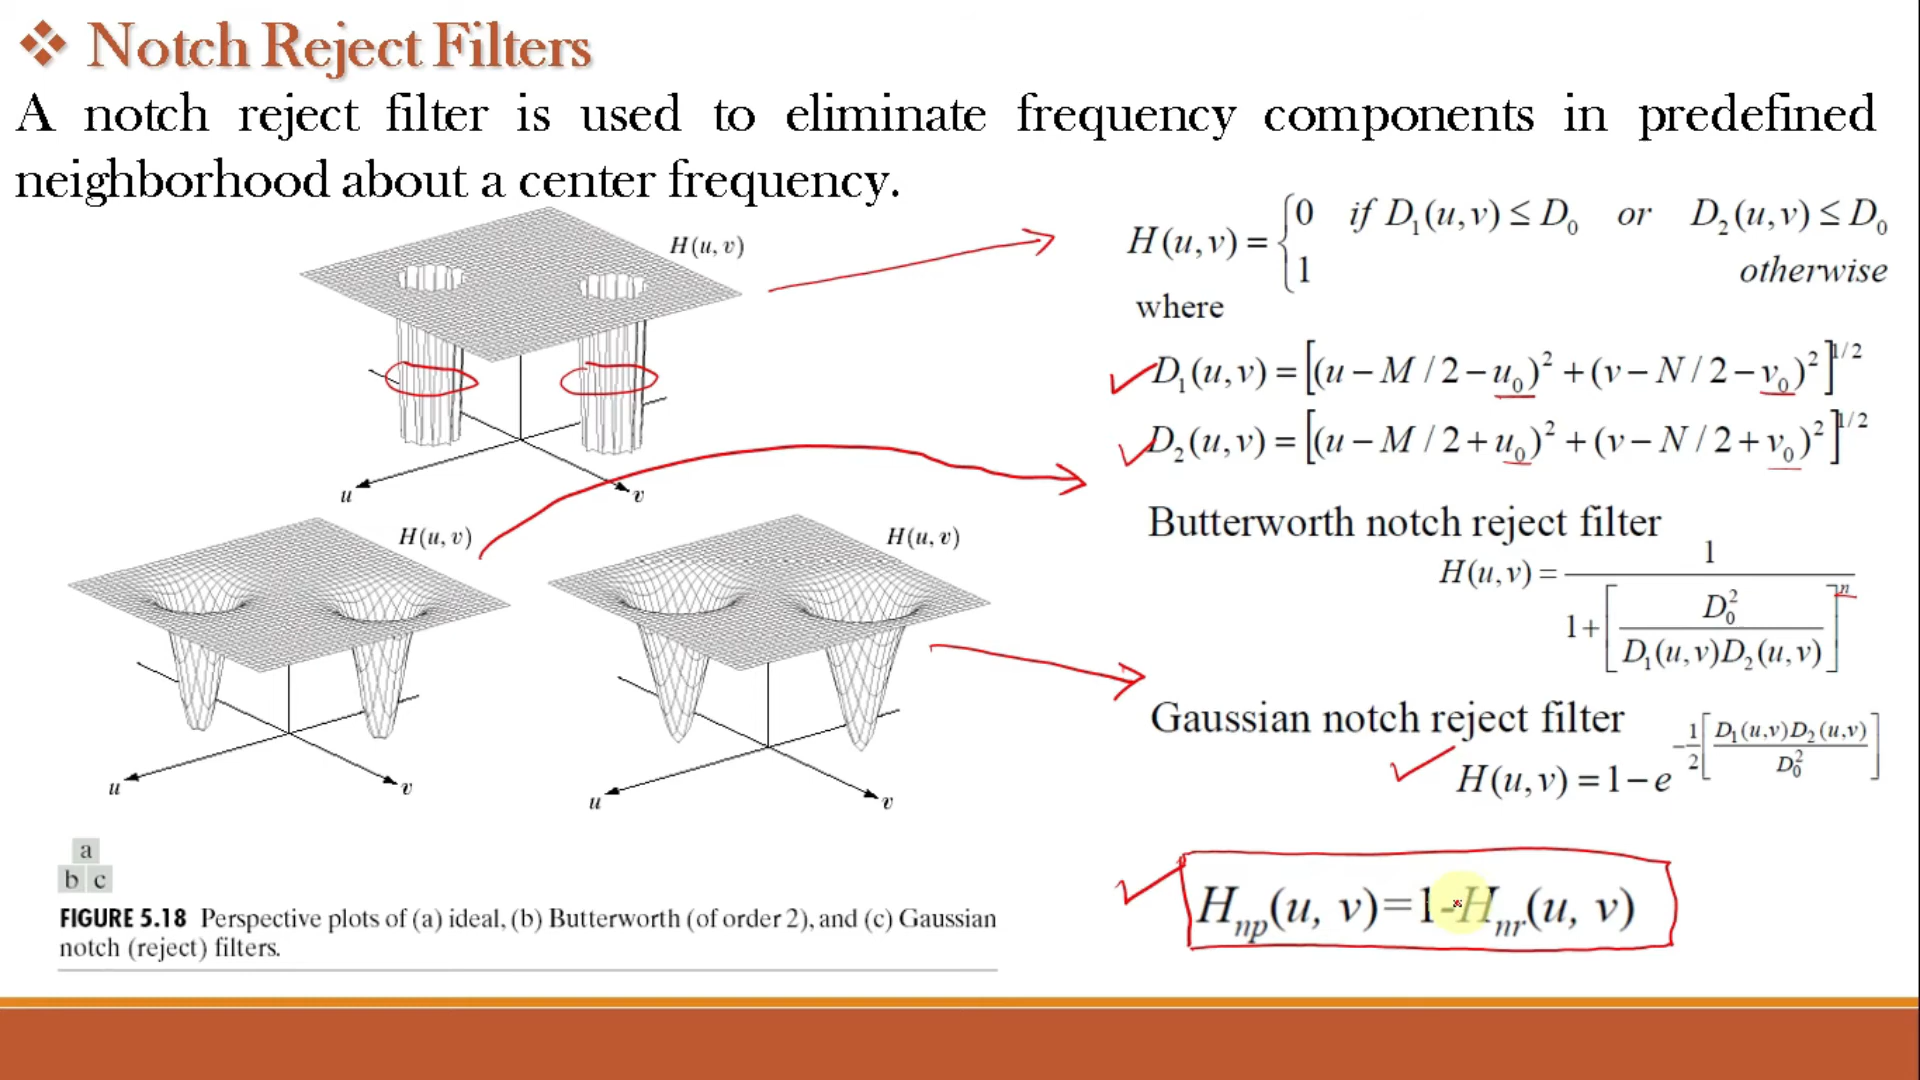 ❖ Notch Reject Filters
A notch reject filter is used to eliminate frequency components in predefined
neighborhood about a center frequency.
H(u, v)
u
v
H(u, v)
u
v
H(u, v)
u
v
a
b c
FIGURE 5.18 Perspective plots of (a) ideal, (b) Butterworth (of order 2), and (c) Gaussian
notch (reject) filters.
H(u,v) = {0 if D₁(u,v) ≤ D₀ or D₂(u,v) ≤ D₀
1 otherwise
where
D₁(u,v) = [(u − M / 2 − u₀)² + (v − N / 2 − v₀)²]^1/2
D₂(u,v) = [(u − M / 2 + u₀)² + (v − N / 2 + v₀)²]^1/2
Butterworth notch reject filter
H(u,v) = 1 / (1 + [D₀² / D₁(u,v)D₂(u,v)]^n)
Gaussian notch reject filter
H(u,v) = 1 − e^(−1/2 [D₁(u,v)D₂(u,v) / D₀²])
H_np(u, v)=1-H_nr(u, v)